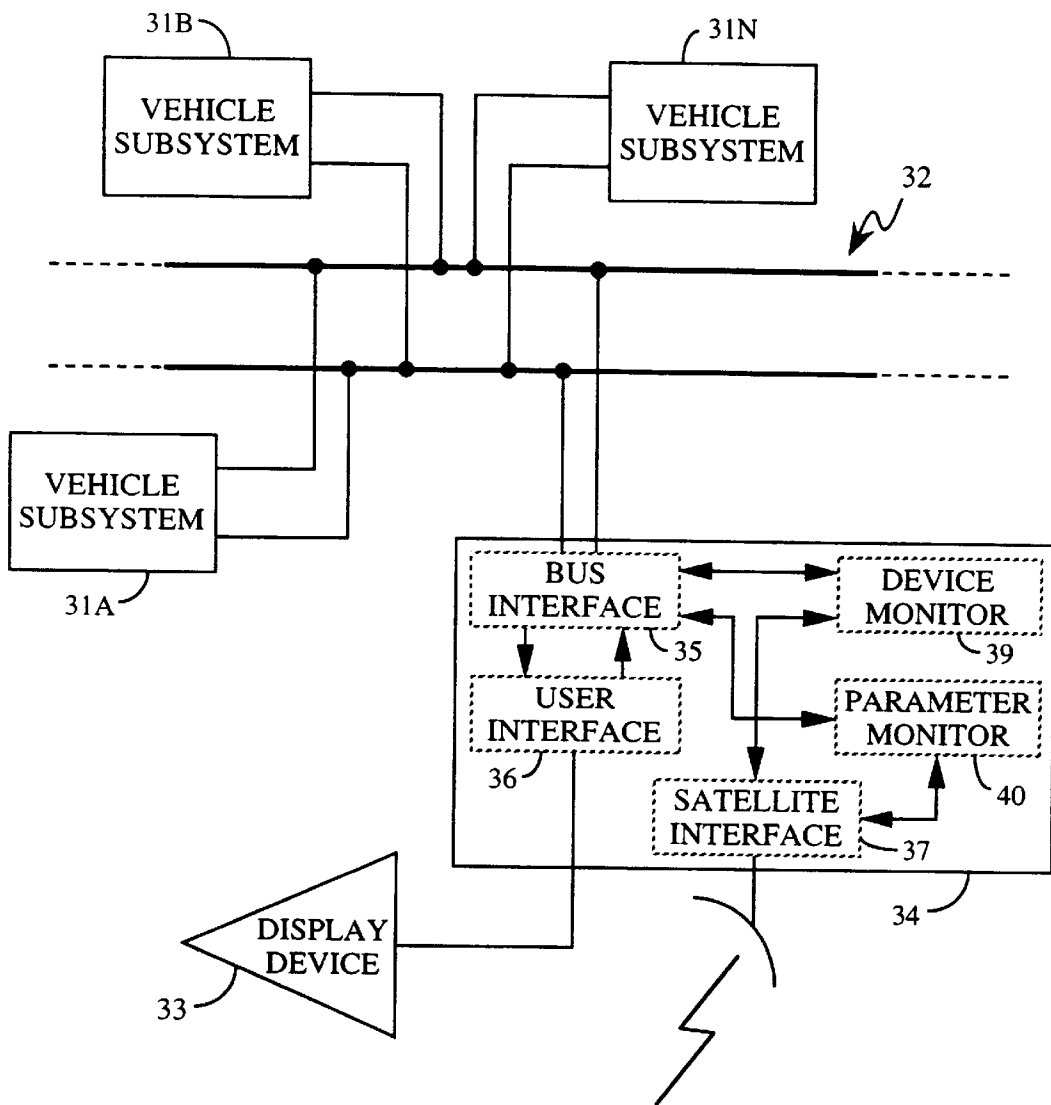 31B
31N
VEHICLE
SUBSYSTEM
VEHICLE
SUBSYSTEM
32
VEHICLE
SUBSYSTEM
31A
BUS
INTERFACE
35
DEVICE
MONITOR
39
USER
INTERFACE
36
PARAMETER
MONITOR
40
SATELLITE
INTERFACE
37
34
DISPLAY
DEVICE
33